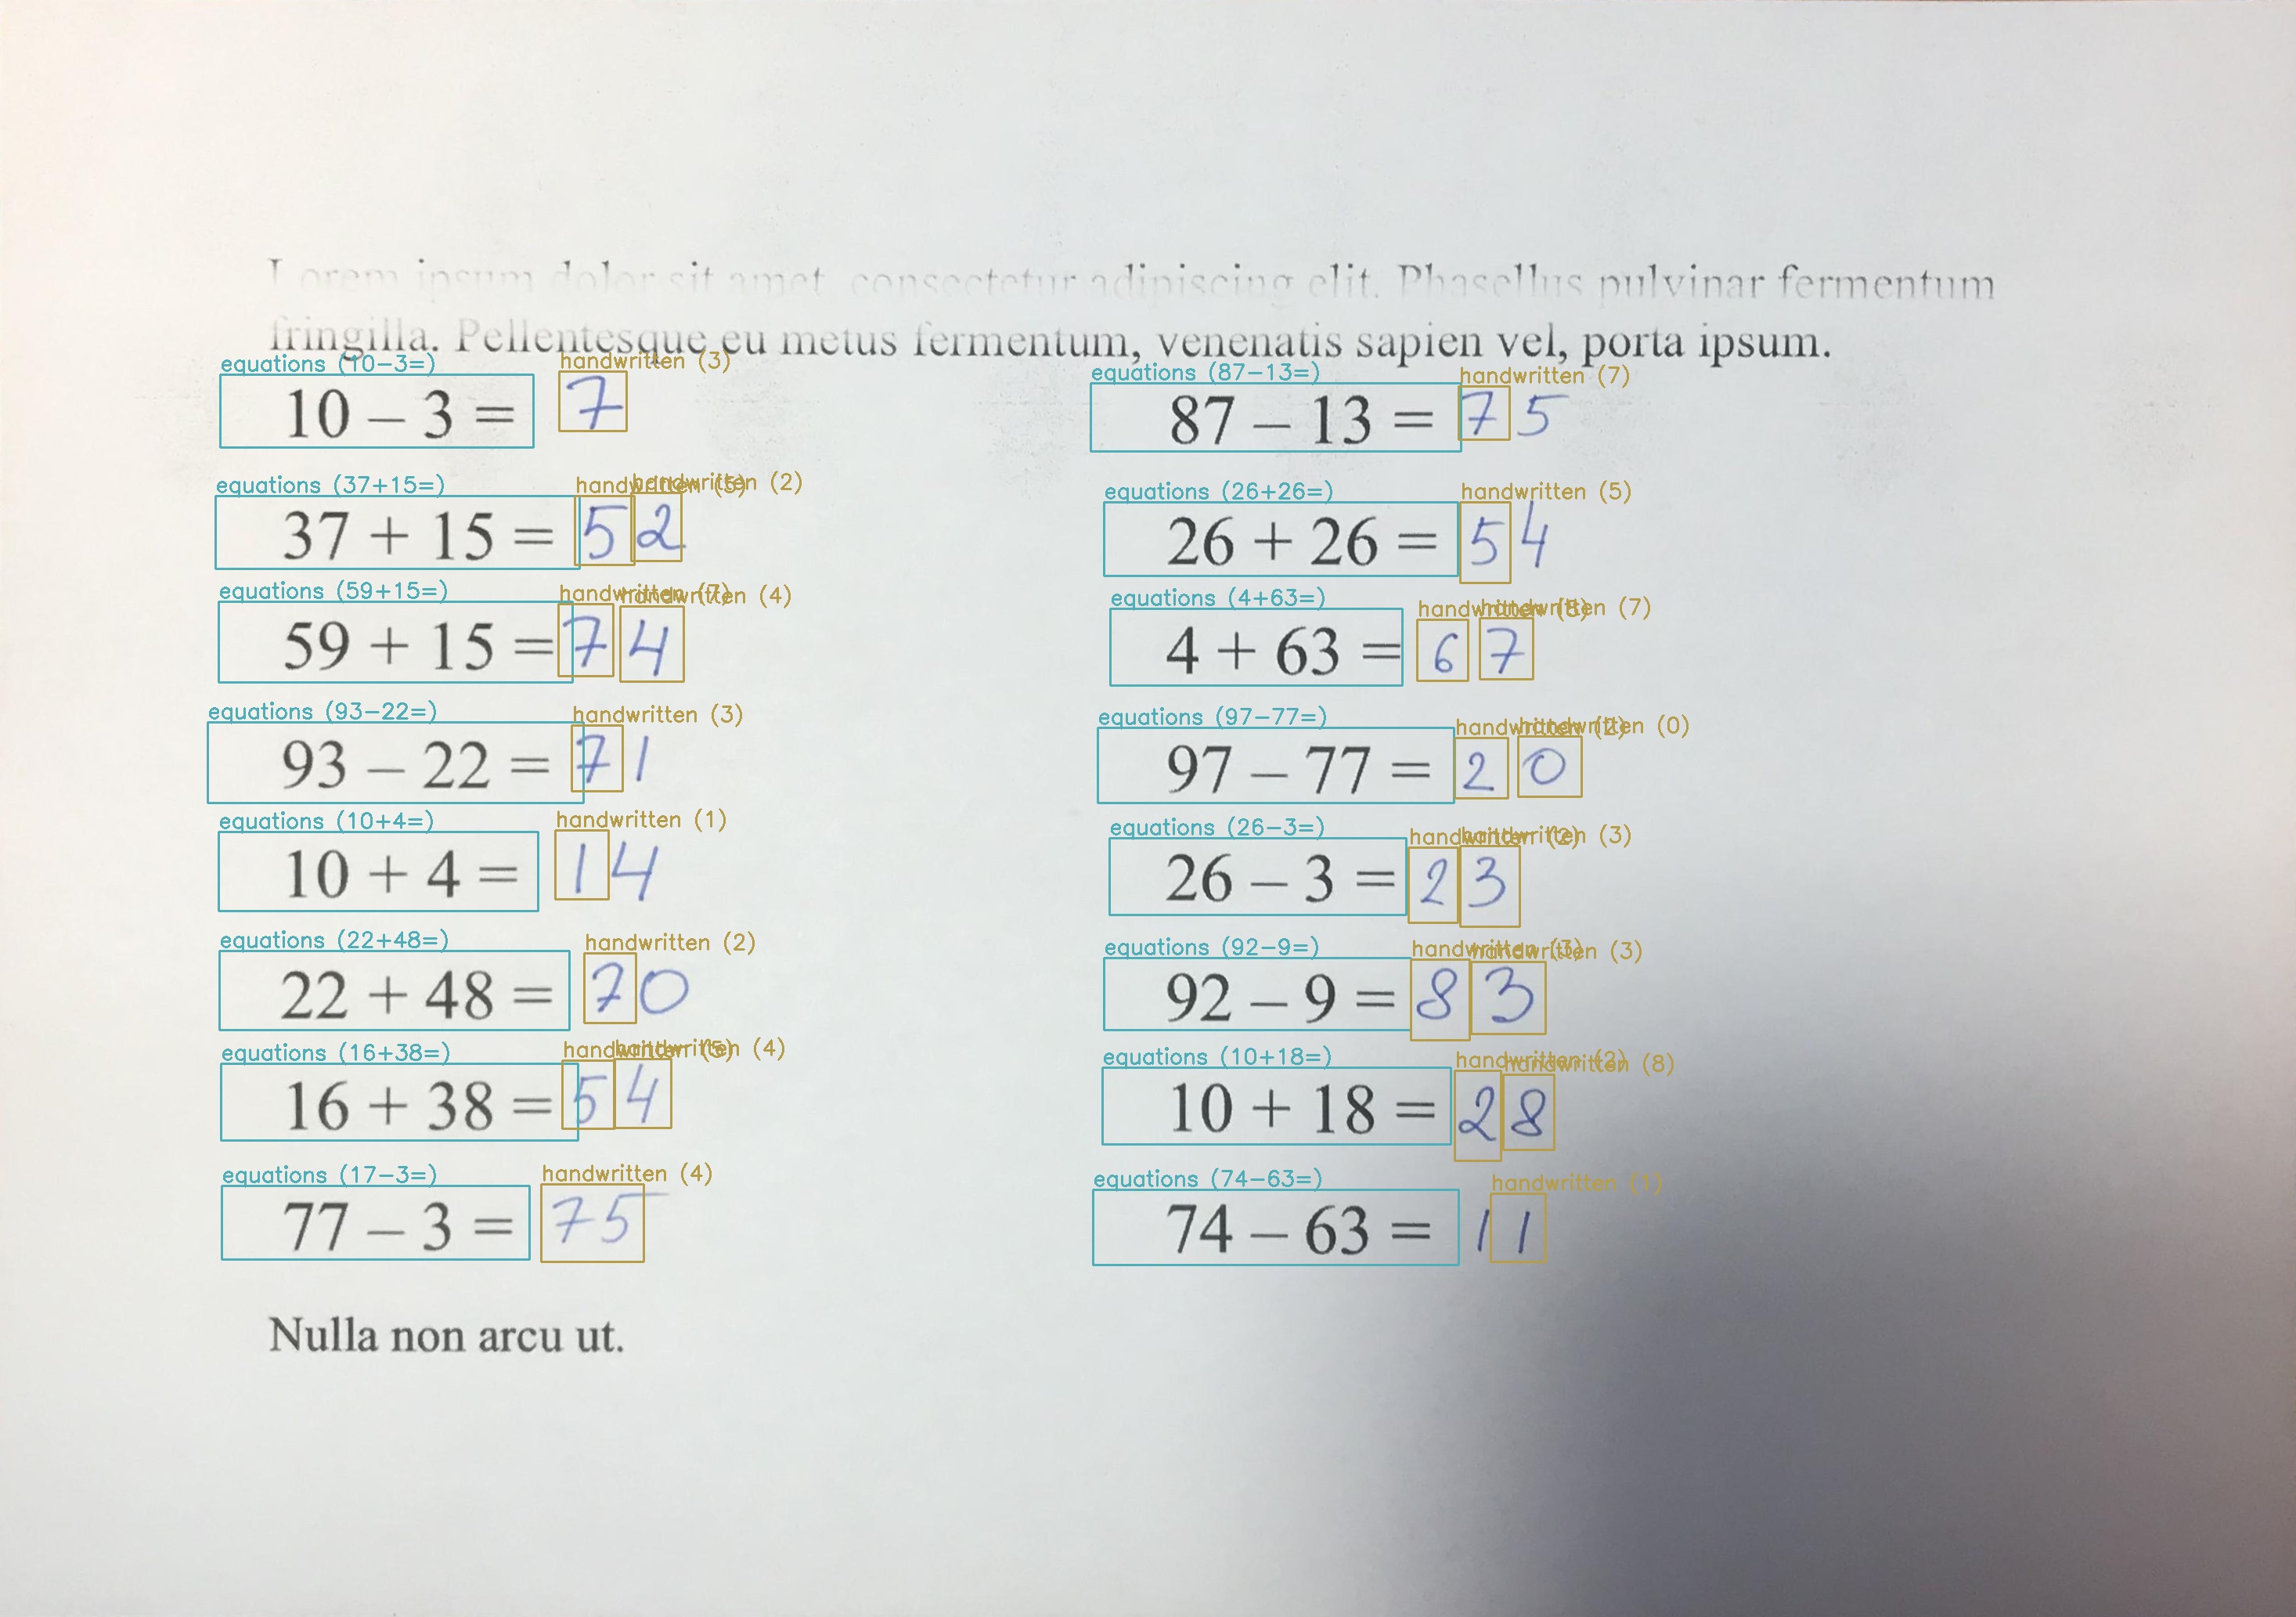 Lorem ipsum dolor sit amet, consectetur adipiscing elit. Phasellus pulvinar fermentum
fringilla. Pellentesque eu metus fermentum, venenatis sapien vel, porta ipsum.
equations (10-3=) handwritten (3)
10 – 3 = 7
equations (87-13=) handwritten (7)
87 – 13 = 75
equations (37+15=) handwritten (5) handwritten (2)
37 + 15 = 52
equations (26+26=) handwritten (5)
26 + 26 = 54
equations (59+15=) handwritten (7) handwritten (4)
59 + 15 = 74
equations (4+63=) handwritten handwritten (7)
4 + 63 = 67
equations (93-22=) handwritten (3)
93 – 22 = 71
equations (97-77=) handwritten (2) handwritten (0)
97 – 77 = 20
equations (10+4=) handwritten (1)
10 + 4 = 14
equations (26-3=) handwritten (2) handwritten (3)
26 – 3 = 23
equations (22+48=) handwritten (2)
22 + 48 = 70
equations (92-9=) handwritten (3) handwritten (3)
92 – 9 = 83
equations (16+38=) handwritten (5) handwritten (4)
16 + 38 = 54
equations (10+18=) handwritten (2) handwritten (8)
10 + 18 = 28
equations (17-3=) handwritten (4)
77 – 3 = 75
equations (74-63=) handwritten (1)
74 – 63 = 11
Nulla non arcu ut.